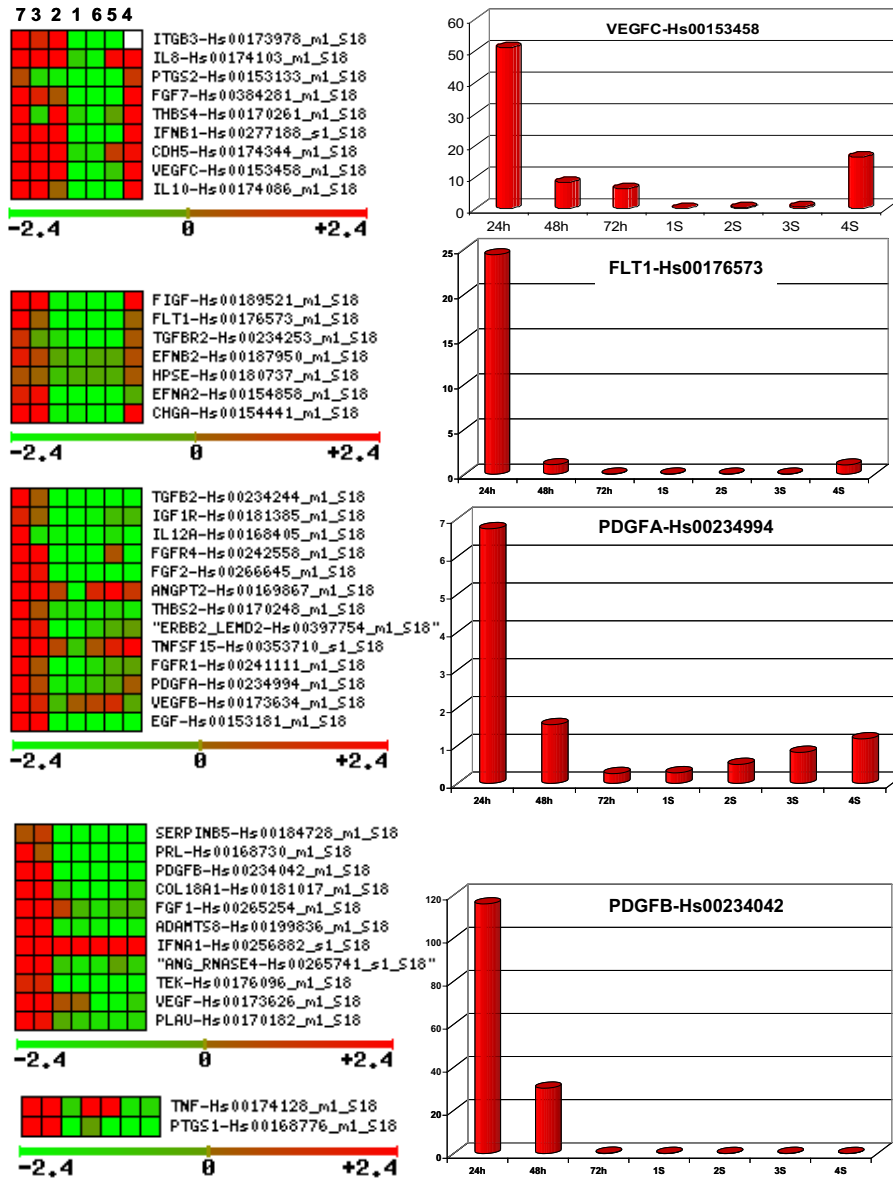 7 3 2 1 6 5 4
ITGB3-Hs00173978_m1_S18
IL8-Hs00174103_m1_S18
PTGS2-Hs00153133_m1_S18
FGF7-Hs00384281_m1_S18
THBS4-Hs00170261_m1_S18
IFNB1-Hs00277188_s1_S18
CDH5-Hs00174344_m1_S18
VEGFC-Hs00153458_m1_S18
IL10-Hs00174086_m1_S18
-2.4 0 +2.4
FIGF-Hs00189521_m1_S18
FLT1-Hs00176573_m1_S18
TGFBR2-Hs00234253_m1_S18
EFNB2-Hs00187950_m1_S18
HPSE-Hs00180737_m1_S18
EFNA2-Hs00154858_m1_S18
CHGA-Hs00154441_m1_S18
-2.4 0 +2.4
TGFB2-Hs00234244_m1_S18
IGF1R-Hs00181385_m1_S18
IL12A-Hs00168405_m1_S18
FGFR4-Hs00242558_m1_S18
FGF2-Hs00266645_m1_S18
ANGPT2-Hs00169867_m1_S18
THBS2-Hs00170248_m1_S18
"ERBB2_LEMD2-Hs00397754_m1_S18"
TNFSF15-Hs00353710_s1_S18
FGFR1-Hs00241111_m1_S18
PDGFA-Hs00234994_m1_S18
VEGFB-Hs00173634_m1_S18
EGF-Hs00153181_m1_S18
-2.4 0 +2.4
SERPINB5-Hs00184728_m1_S18
PRL-Hs00168730_m1_S18
PDGFB-Hs00234042_m1_S18
COL18A1-Hs00181017_m1_S18
FGF1-Hs00265254_m1_S18
ADAMTS8-Hs00199836_m1_S18
IFNA1-Hs00256882_s1_S18
"ANG_RNASE4-Hs00265741_s1_S18"
TEK-Hs00176096_m1_S18
VEGF-Hs00173626_m1_S18
PLAU-Hs00170182_m1_S18
-2.4 0 +2.4
TNF-Hs00174128_m1_S18
PTGS1-Hs00168776_m1_S18
-2.4 0 +2.4
VEGFC-Hs00153458
60
50
40
30
20
10
0
24h 48h 72h 1S 2S 3S 4S
FLT1-Hs00176573
25
20
15
10
5
0
24h 48h 72h 1S 2S 3S 4S
PDGFA-Hs00234994
7
6
5
4
3
2
1
0
24h 48h 72h 1S 2S 3S 4S
PDGFB-Hs00234042
120
100
80
60
40
20
0
24h 48h 72h 1S 2S 3S 4S